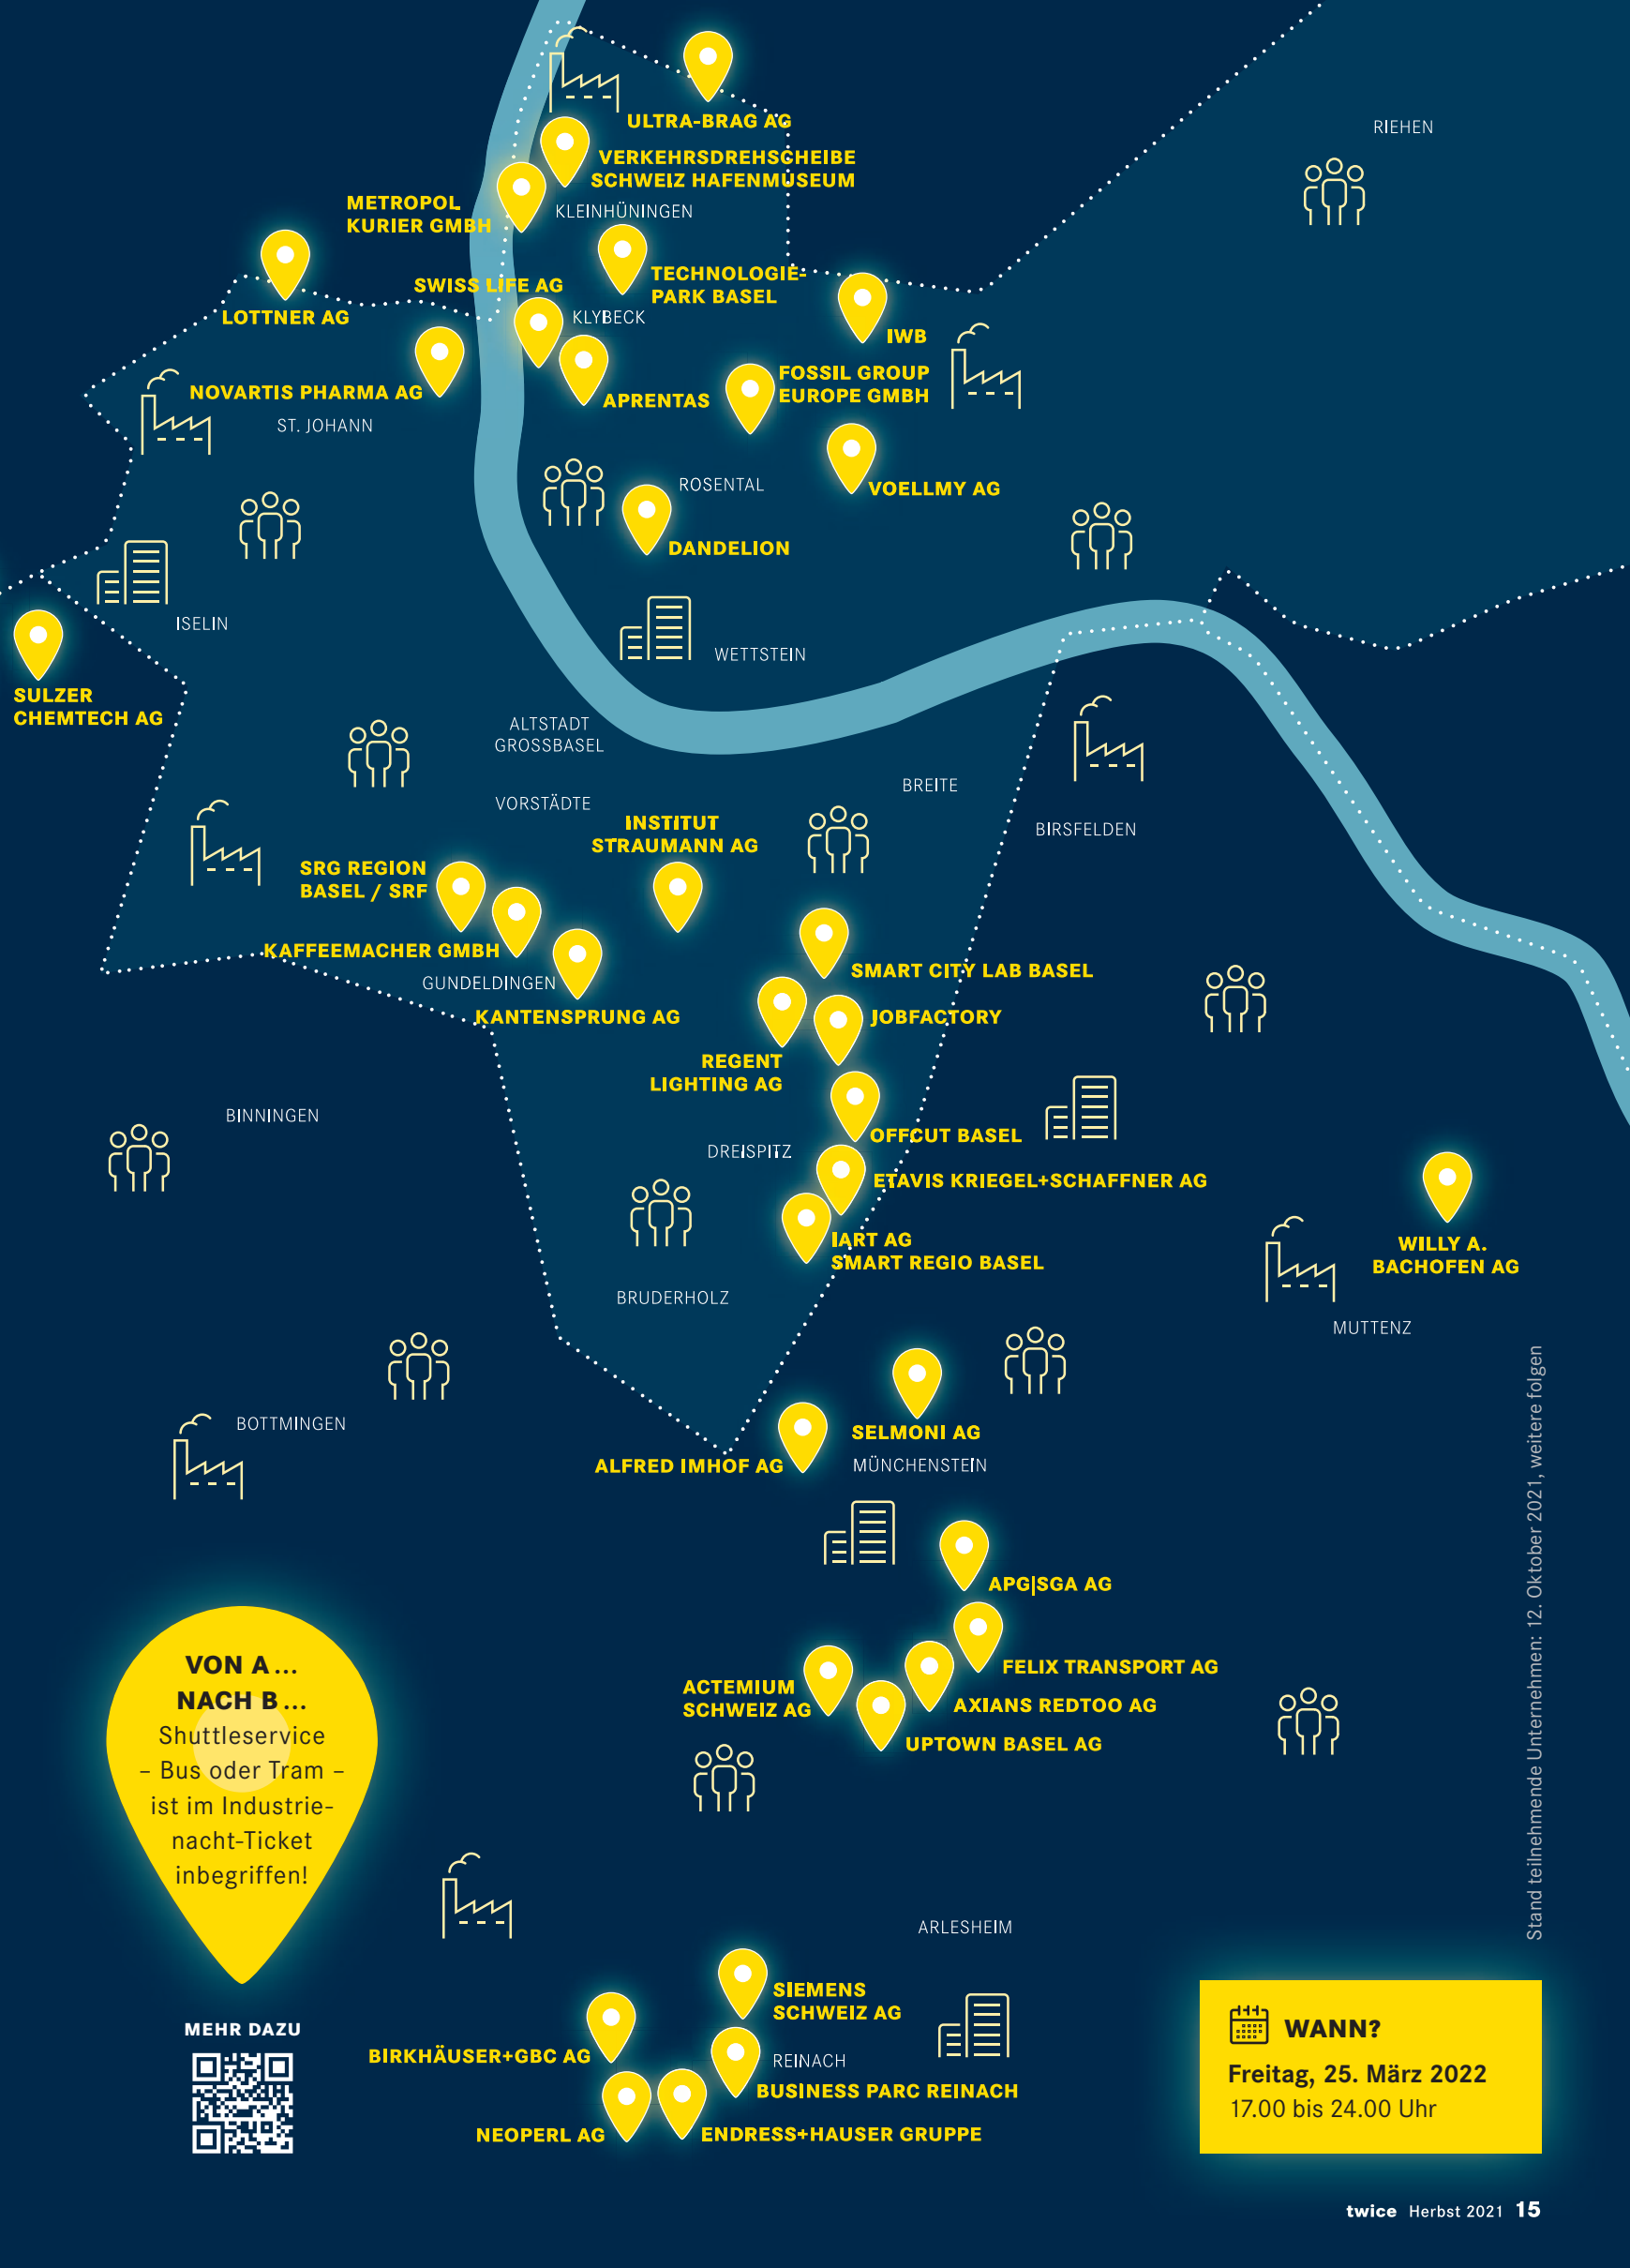 RIEHEN
ULTRA-BRAG AG
VERKEHRSDREHSCHEIBE
SCHWEIZ HAFENMUSEUM
METROPOL
KURIER GMBH
KLEINHÜNINGEN
TECHNOLOGIE-
PARK BASEL
SWISS LIFE AG
LOTTNER AG
KLYBECK
IWB
NOVARTIS PHARMA AG
APRENTAS
FOSSIL GROUP
EUROPE GMBH
ST. JOHANN
ROSENTAL
VOELLMY AG
DANDELION
ISELIN
WETTSTEIN
SULZER
CHEMTECH AG
ALTSTADT
GROSSBASEL
BREITE
VORSTÄDTE
INSTITUT
STRAUMANN AG
BIRSFELDEN
SRG REGION
BASEL / SRF
KAFFEEMACHER GMBH
GUNDELDINGEN
SMART CITY LAB BASEL
KANTENSPRUNG AG
JOBFACTORY
REGENT
LIGHTING AG
BINNINGEN
OFFCUT BASEL
DREISPITZ
ETAVIS KRIEGEL+SCHAFFNER AG
IART AG
SMART REGIO BASEL
WILLY A.
BACHOFEN AG
BRUDERHOLZ
MUTTENZ
BOTTMINGEN
SELMONI AG
ALFRED IMHOF AG
MÜNCHENSTEIN
APG|SGA AG
FELIX TRANSPORT AG
ACTEMIUM
SCHWEIZ AG
AXIANS REDTOO AG
UPTOWN BASEL AG
Stand teilnehmende Unternehmen: 12. Oktober 2021, weitere folgen
VON A...
NACH B...
Shuttleservice
– Bus oder Tram –
ist im Industrie-
nacht-Ticket
inbegriffen!
ARLESHEIM
SIEMENS
SCHWEIZ AG
MEHR DAZU
BIRKHÄUSER+GBC AG
REINACH
BUSINESS PARC REINACH
NEOPERL AG
ENDRESS+HAUSER GRUPPE
WANN?
Freitag, 25. März 2022
17.00 bis 24.00 Uhr
twice Herbst 2021 15